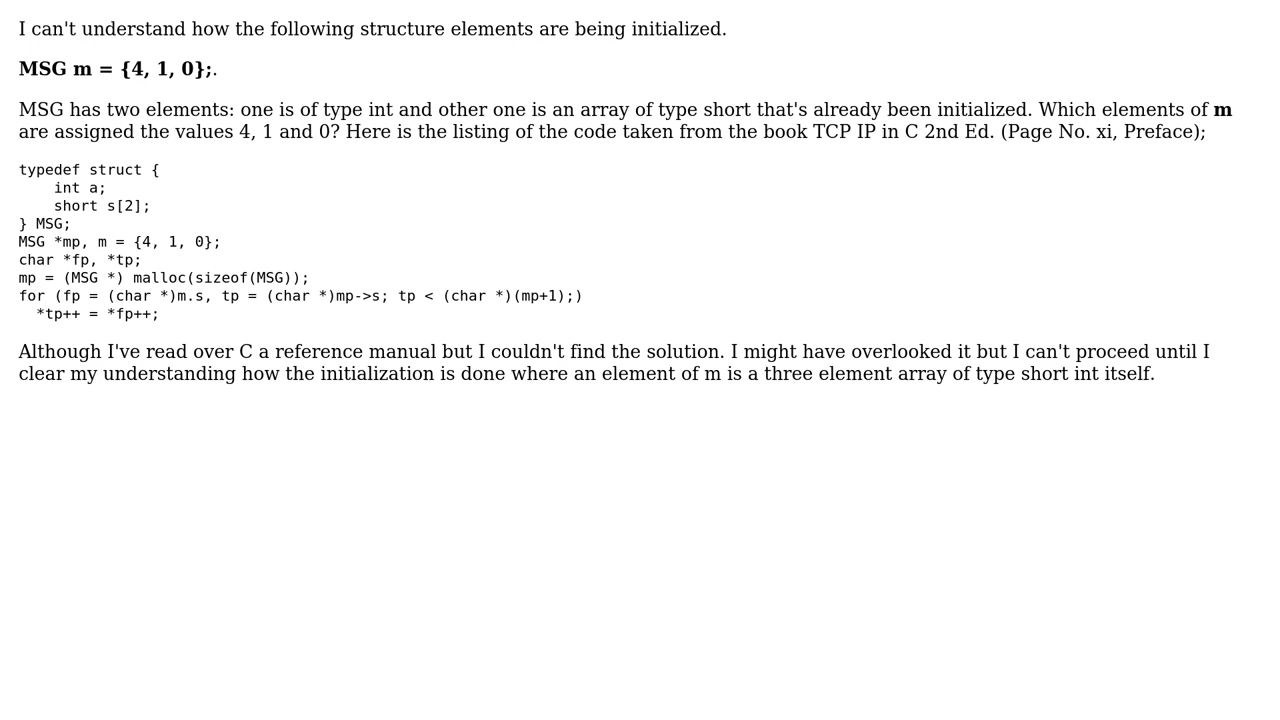 I can't understand how the following structure elements are being initialized.
MSG m = {4, 1, 0};.
MSG has two elements: one is of type int and other one is an array of type short that's already been initialized. Which elements of m
are assigned the values 4, 1 and 0? Here is the listing of the code taken from the book TCP IP in C 2nd Ed. (Page No. xi, Preface);
typedef struct {
    int a;
    short s[2];
} MSG;
MSG *mp, m = {4, 1, 0};
char *fp, *tp;
mp = (MSG *) malloc(sizeof(MSG));
for (fp = (char *)m.s, tp = (char *)mp->s; tp < (char *)(mp+1);)
  *tp++ = *fp++;
Although I've read over C a reference manual but I couldn't find the solution. I might have overlooked it but I can't proceed until I
clear my understanding how the initialization is done where an element of m is a three element array of type short int itself.